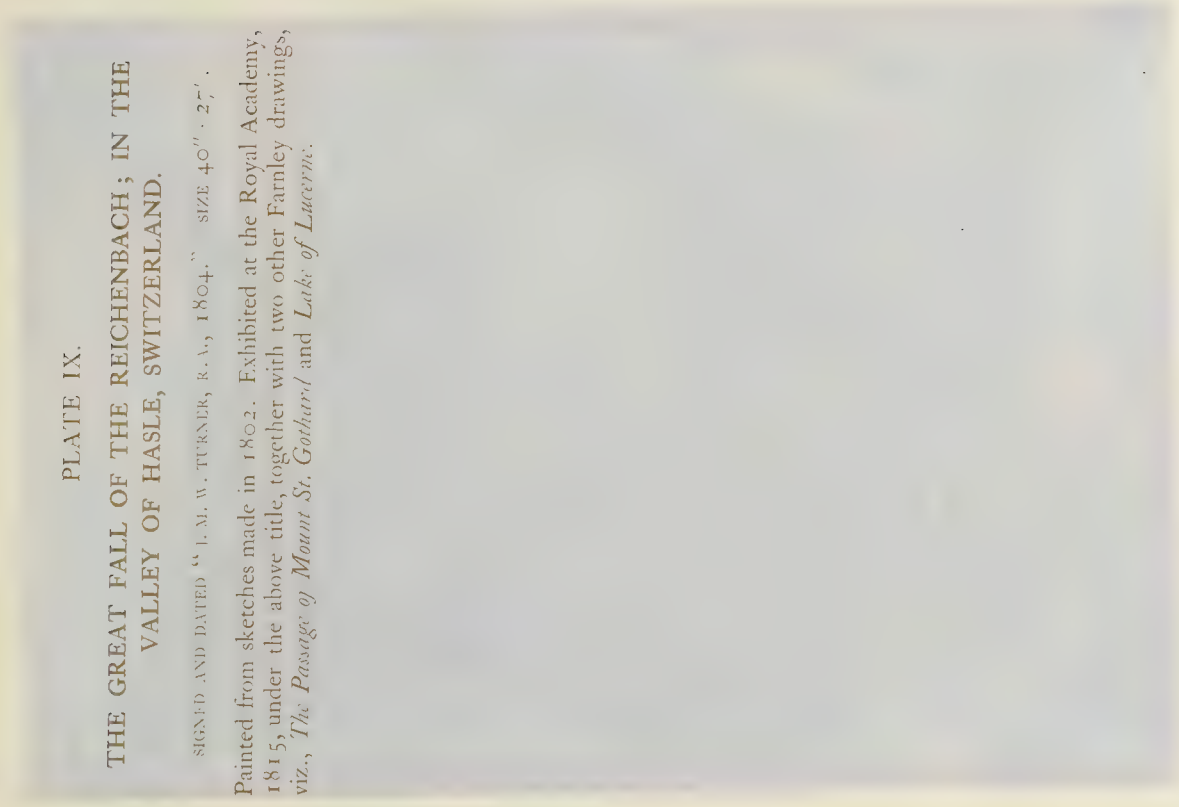 PLATE IX.
THE GREAT FALL OF THE REICHENBACH; IN THE
VALLEY OF HASLE, SWITZERLAND.
SIGNED AND DATED “J. M. W. TURNER, R.A., 1804.” SIZE 40″ · 27″.
Painted from sketches made in 1802. Exhibited at the Royal Academy,
1815, under the above title, together with two other Farnley drawings,
viz., The Passage of Mount St. Gothard and Lake of Lucerne.